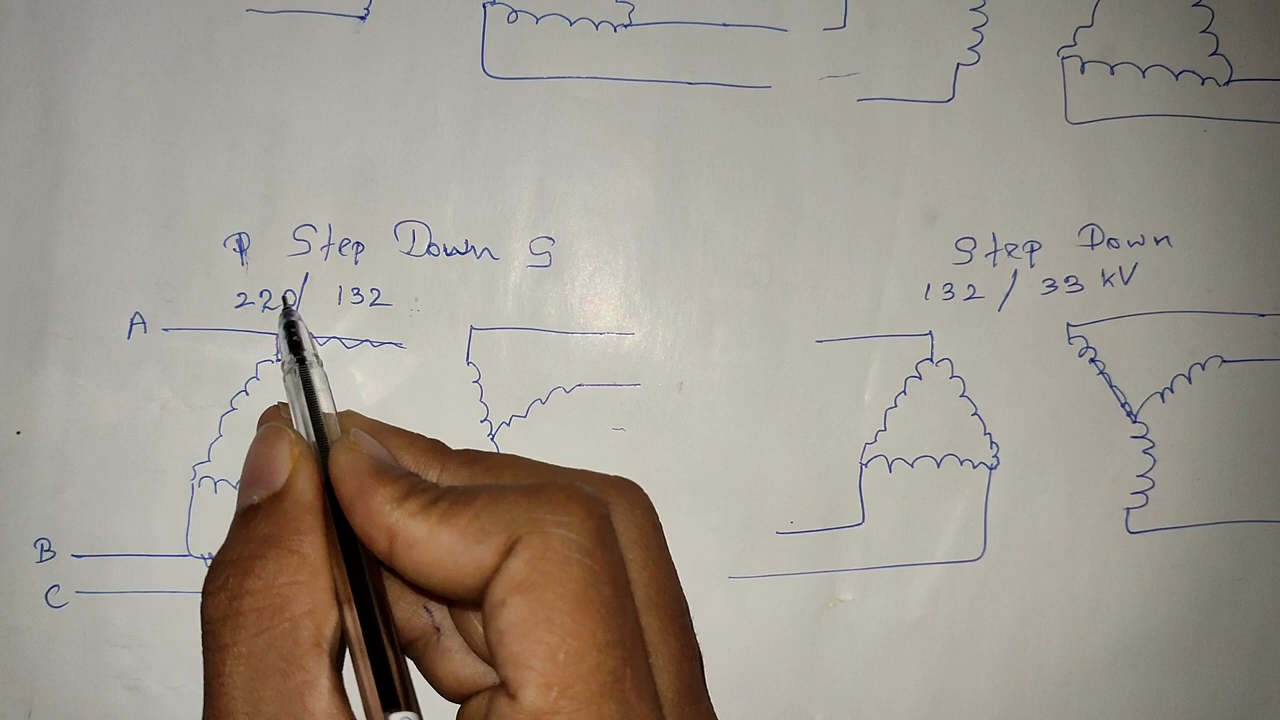 P Step Down S
220/ 132
A
B
C
Step Down
132 / 33 kV